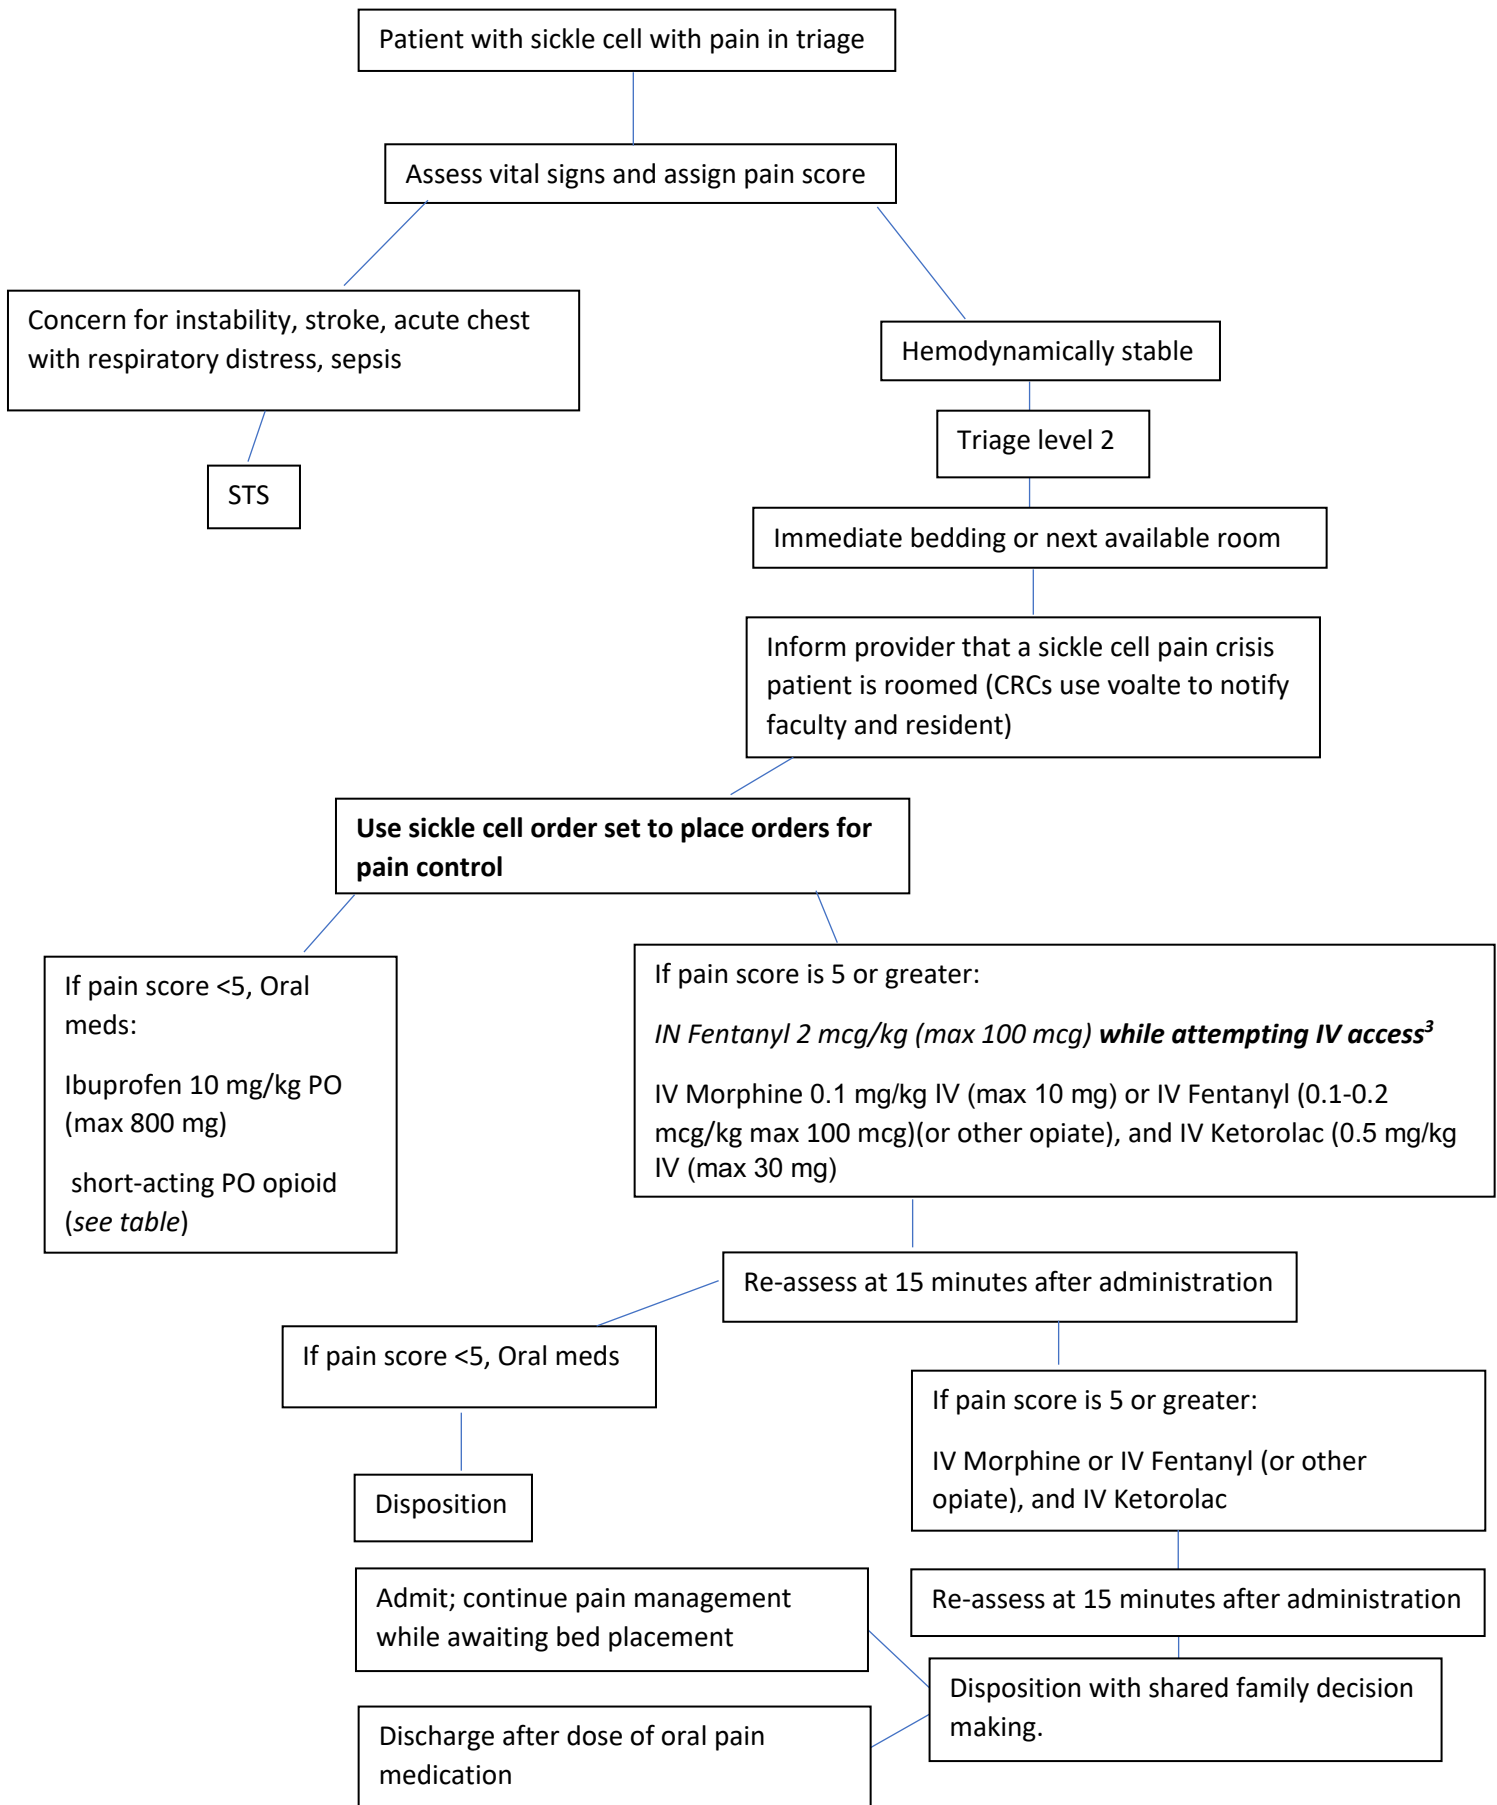 Patient with sickle cell with pain in triage
Assess vital signs and assign pain score
Concern for instability, stroke, acute chest
with respiratory distress, sepsis
STS
Hemodynamically stable
Triage level 2
Immediate bedding or next available room
Inform provider that a sickle cell pain crisis
patient is roomed (CRCs use voalte to notify
faculty and resident)
Use sickle cell order set to place orders for
pain control
If pain score <5, Oral
meds:
Ibuprofen 10 mg/kg PO
(max 800 mg)
short-acting PO opioid
(see table)
If pain score is 5 or greater:
IN Fentanyl 2 mcg/kg (max 100 mcg) while attempting IV access³
IV Morphine 0.1 mg/kg IV (max 10 mg) or IV Fentanyl (0.1-0.2
mcg/kg max 100 mcg)(or other opiate), and IV Ketorolac (0.5 mg/kg
IV (max 30 mg)
Re-assess at 15 minutes after administration
If pain score <5, Oral meds
Disposition
If pain score is 5 or greater:
IV Morphine or IV Fentanyl (or other
opiate), and IV Ketorolac
Re-assess at 15 minutes after administration
Disposition with shared family decision
making.
Admit; continue pain management
while awaiting bed placement
Discharge after dose of oral pain
medication